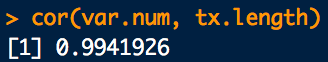 > cor(var.num, tx.length)
[1] 0.9941926